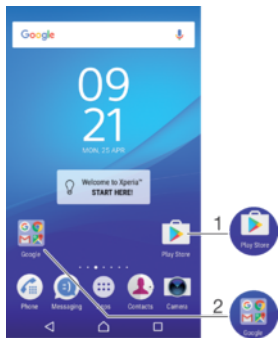 Google
09
21
MON, 25 APR
Welcome to Xperia™
START HERE!
Google
Play Store
Phone
Messaging
Apps
Contacts
Camera
1
Play Store
2
Google